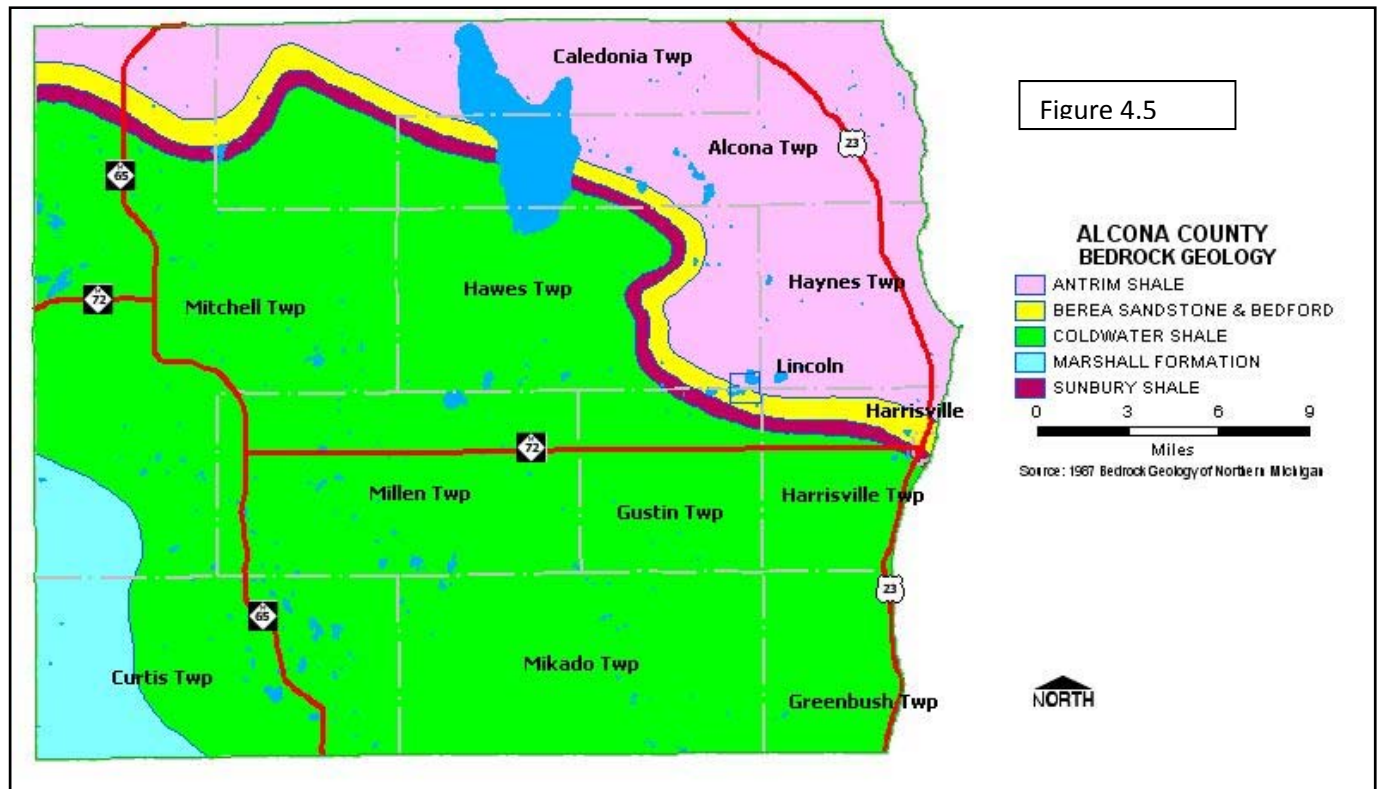 Caledonia Twp
Figure 4.5
23
Alcona Twp
M
65
ALCONA COUNTY
BEDROCK GEOLOGY
ANTRIM SHALE
BEREA SANDSTONE & BEDFORD
COLDWATER SHALE
MARSHALL FORMATION
SUNBURY SHALE
0 3 6 9
Miles
Source: 1987 Bedrock Geology of Northern Michigan
Haynes Twp
Hawes Twp
M
72
Mitchell Twp
Lincoln
Harrisville
M
72
Millen Twp
Harrisville Twp
Gustin Twp
23
M
65
Mikado Twp
Curtis Twp
Greenbush Twp
NORTH